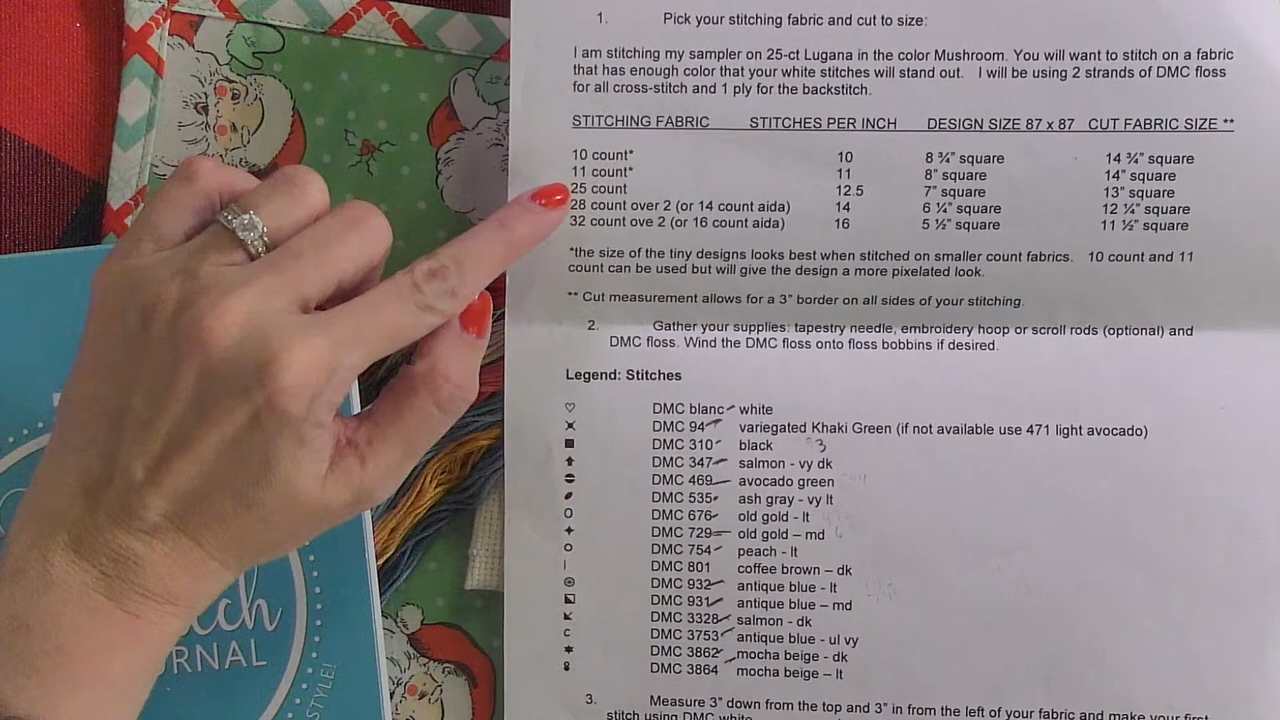 1. Pick your stitching fabric and cut to size:
I am stitching my sampler on 25-ct Lugana in the color Mushroom. You will want to stitch on a fabric
that has enough color that your white stitches will stand out. I will be using 2 strands of DMC floss
for all cross-stitch and 1 ply for the backstitch.
STITCHING FABRIC STITCHES PER INCH DESIGN SIZE 87 x 87 CUT FABRIC SIZE **
10 count* 10 8 ¾" square 14 ¾" square
11 count* 11 8" square 14" square
25 count 12.5 7" square 13" square
28 count over 2 (or 14 count aida) 14 6 ¼" square 12 ¼" square
32 count ove 2 (or 16 count aida) 16 5 ½" square 11 ½" square
*the size of the tiny designs looks best when stitched on smaller count fabrics. 10 count and 11
count can be used but will give the design a more pixelated look.
** Cut measurement allows for a 3" border on all sides of your stitching.
2. Gather your supplies: tapestry needle, embroidery hoop or scroll rods (optional) and
DMC floss. Wind the DMC floss onto floss bobbins if desired.
Legend: Stitches
♡ DMC blanc white
DMC 94 variegated Khaki Green (if not available use 471 light avocado)
DMC 310 black 3
DMC 347 salmon - vy dk
DMC 469 avocado green
DMC 535 ash gray - vy lt
DMC 676 old gold - lt
DMC 729 old gold – md
DMC 754 peach - lt
DMC 801 coffee brown – dk
DMC 932 antique blue - lt
DMC 931 antique blue – md
DMC 3328 salmon - dk
C DMC 3753 antique blue - ul vy
DMC 3862 mocha beige - dk
DMC 3864 mocha beige – lt
3. Measure 3" down from the top and 3" in from the left of your fabric and make your first
stitch using DMC white
STYLE!